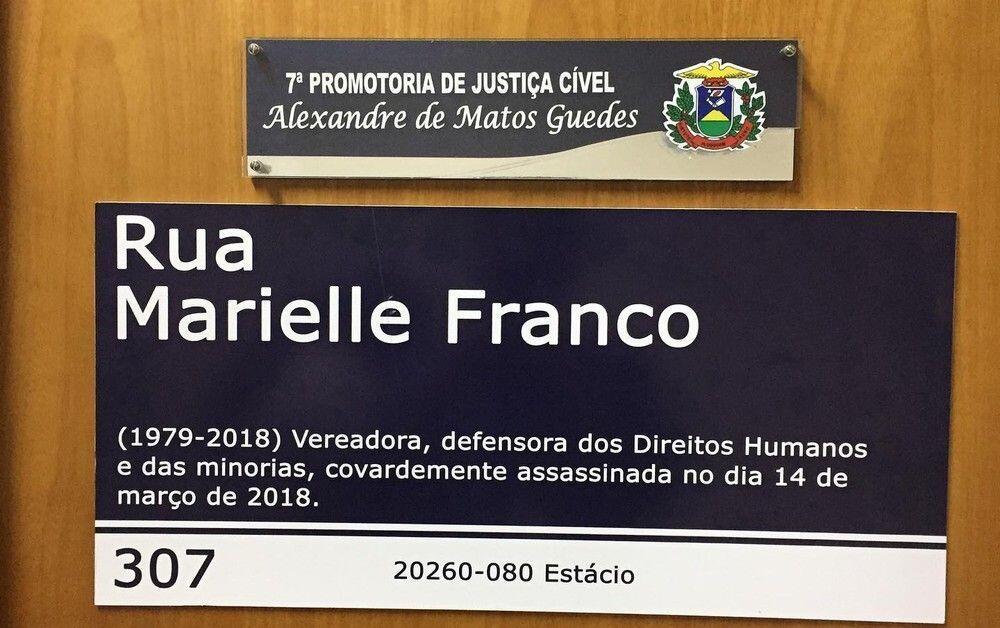 7ª PROMOTORIA DE JUSTIÇA CÍVEL
Alexandre de Matos Guedes
Rua
Marielle Franco
(1979-2018) Vereadora, defensora dos Direitos Humanos
e das minorias, covardemente assassinada no dia 14 de
março de 2018.
307
20260-080 Estácio